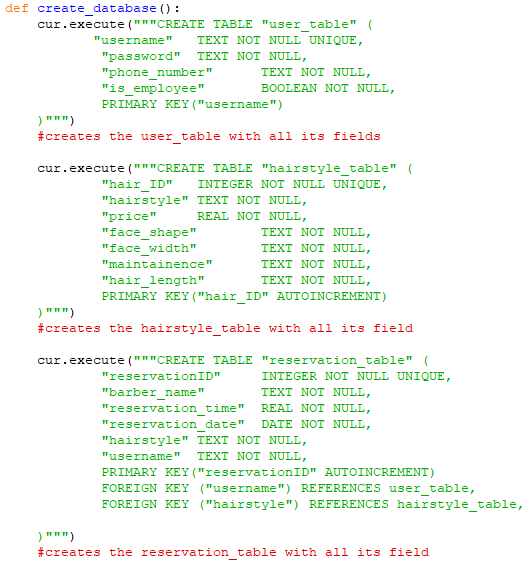 def create_database():
    cur.execute("""CREATE TABLE "user_table" (
           "username"   TEXT NOT NULL UNIQUE,
            "password"  TEXT NOT NULL,
            "phone_number"      TEXT NOT NULL,
            "is_employee"       BOOLEAN NOT NULL,
            PRIMARY KEY("username")
    )""")
    #creates the user_table with all its fields

    cur.execute("""CREATE TABLE "hairstyle_table" (
            "hair_ID"   INTEGER NOT NULL UNIQUE,
            "hairstyle" TEXT NOT NULL,
            "price"     REAL NOT NULL,
            "face_shape"        TEXT NOT NULL,
            "face_width"        TEXT NOT NULL,
            "maintainence"      TEXT NOT NULL,
            "hair_length"       TEXT NOT NULL,
            PRIMARY KEY("hair_ID" AUTOINCREMENT)
    )""")
    #creates the hairstyle_table with all its field

    cur.execute("""CREATE TABLE "reservation_table" (
            "reservationID"     INTEGER NOT NULL UNIQUE,
            "barber_name"       TEXT NOT NULL,
            "reservation_time"  REAL NOT NULL,
            "reservation_date"  DATE NOT NULL,
            "hairstyle" TEXT NOT NULL,
            "username"  TEXT NOT NULL,
            PRIMARY KEY("reservationID" AUTOINCREMENT)
            FOREIGN KEY ("username") REFERENCES user_table,
            FOREIGN KEY ("hairstyle") REFERENCES hairstyle_table,

    )""")
    #creates the reservation_table with all its field